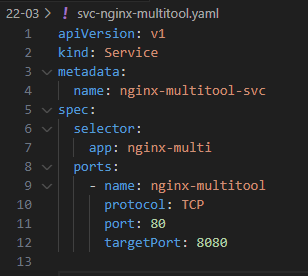 22-03 > ! svc-nginx-multitool.yaml
1 apiVersion: v1
2 kind: Service
3 metadata:
4   name: nginx-multitool-svc
5 spec:
6   selector:
7     app: nginx-multi
8   ports:
9     - name: nginx-multitool
10       protocol: TCP
11       port: 80
12       targetPort: 8080
13